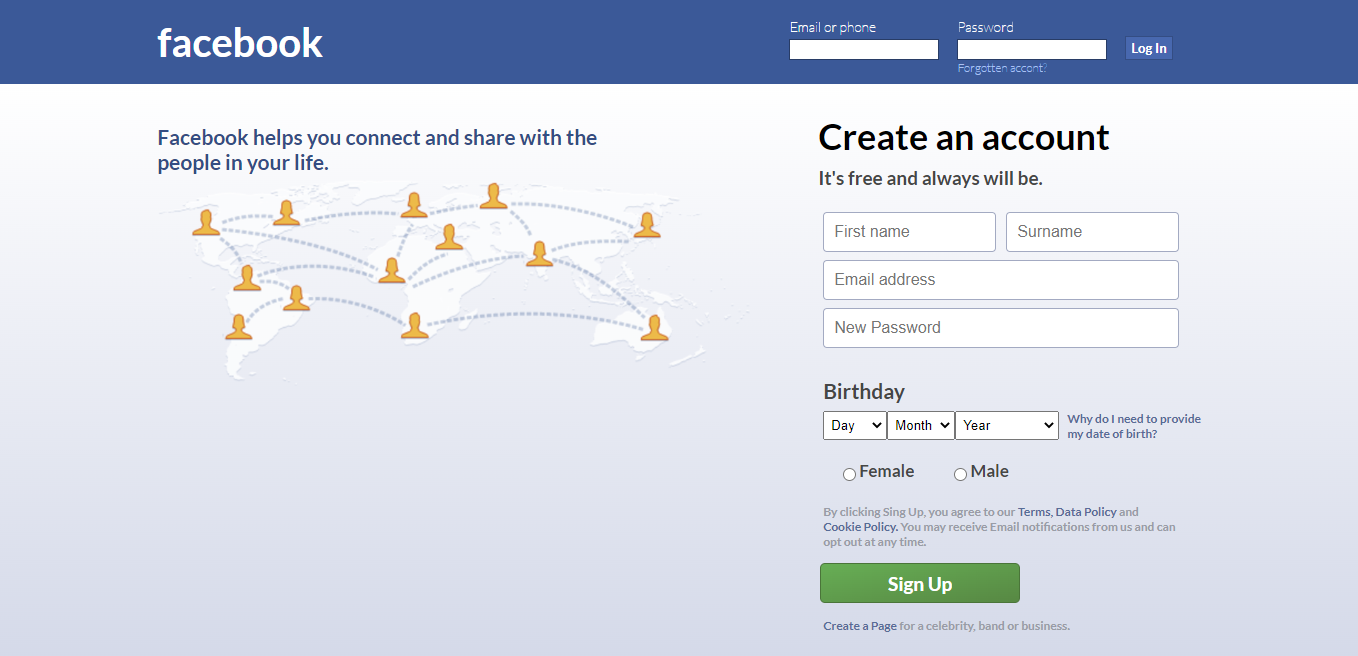 facebook
Email or phone
Password
Log In
Forgotten accont?
Facebook helps you connect and share with the
people in your life.
Create an account
It's free and always will be.
First name
Surname
Email address
New Password
Birthday
Day
Month
Year
Why do I need to provide
my date of birth?
Female
Male
By clicking Sing Up, you agree to our Terms, Data Policy and
Cookie Policy. You may receive Email notifications from us and can
opt out at any time.
Sign Up
Create a Page for a celebrity, band or business.